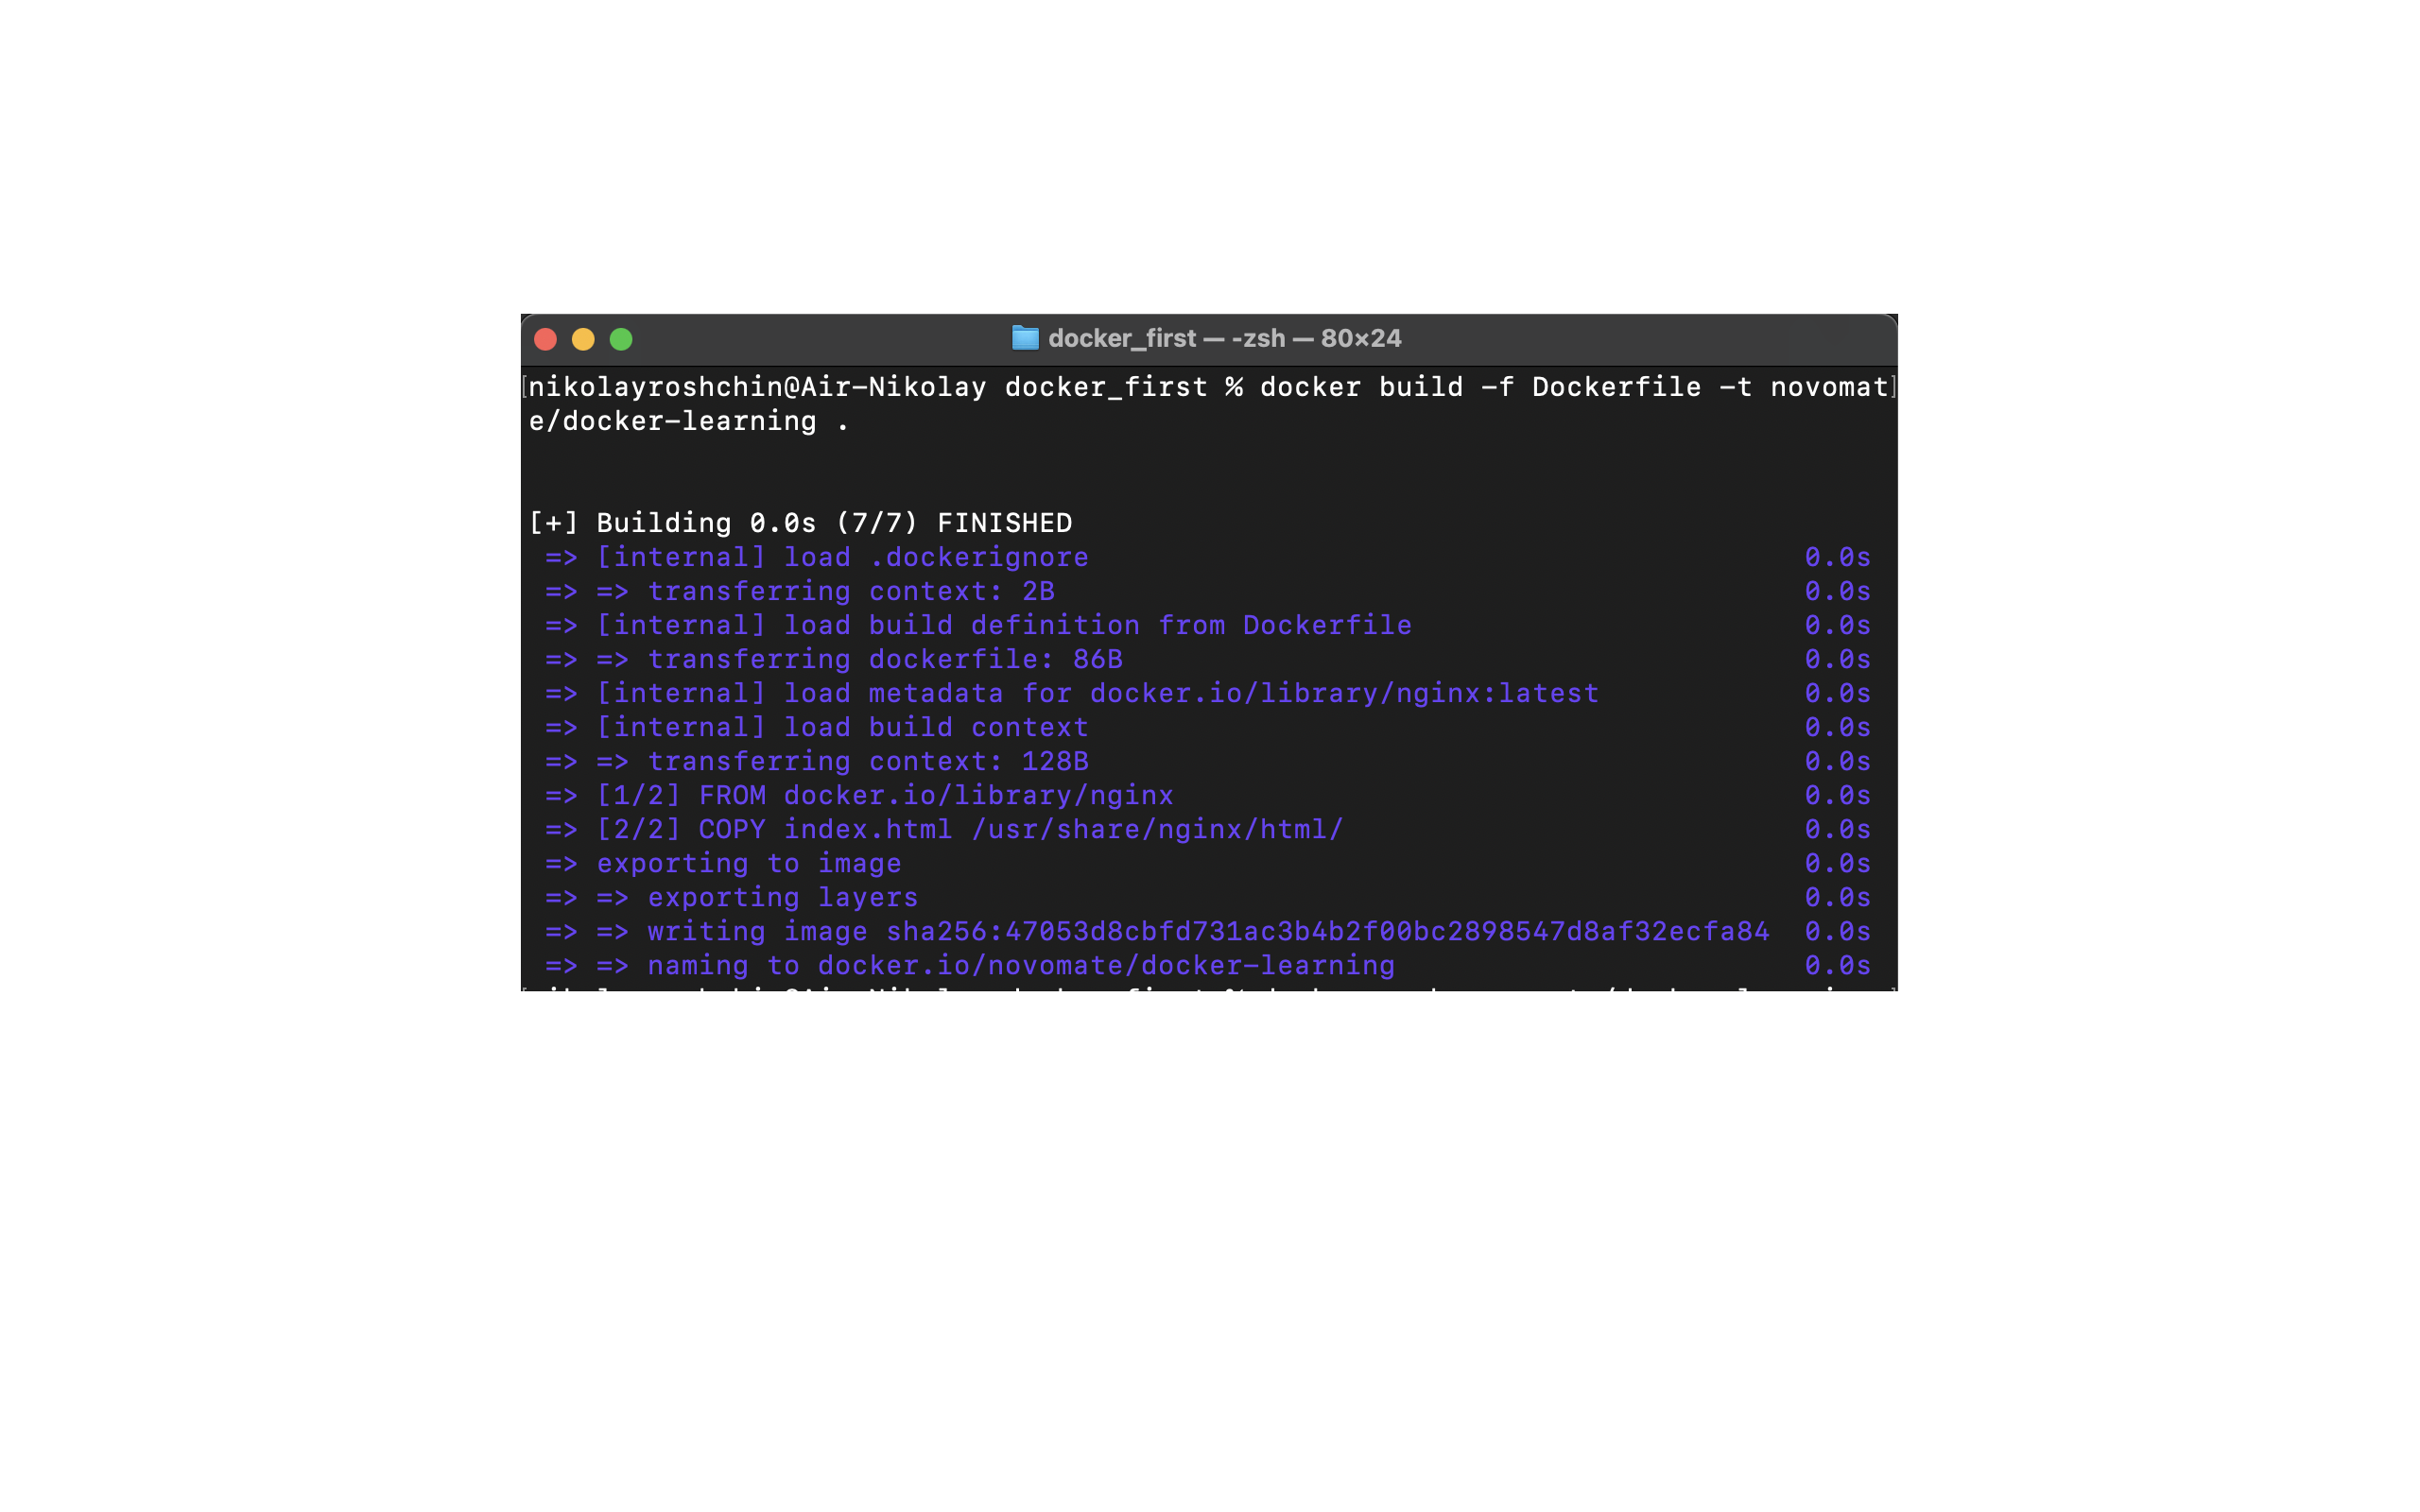 docker_first — -zsh — 80×24
[nikolayroshchin@Air-Nikolay docker_first % docker build -f Dockerfile -t novomat]
e/docker-learning .
[+] Building 0.0s (7/7) FINISHED
=> [internal] load .dockerignore 0.0s
=> => transferring context: 2B 0.0s
=> [internal] load build definition from Dockerfile 0.0s
=> => transferring dockerfile: 86B 0.0s
=> [internal] load metadata for docker.io/library/nginx:latest 0.0s
=> [internal] load build context 0.0s
=> => transferring context: 128B 0.0s
=> [1/2] FROM docker.io/library/nginx 0.0s
=> [2/2] COPY index.html /usr/share/nginx/html/ 0.0s
=> exporting to image 0.0s
=> => exporting layers 0.0s
=> => writing image sha256:47053d8cbfd731ac3b4b2f00bc2898547d8af32ecfa84 0.0s
=> => naming to docker.io/novomate/docker-learning 0.0s